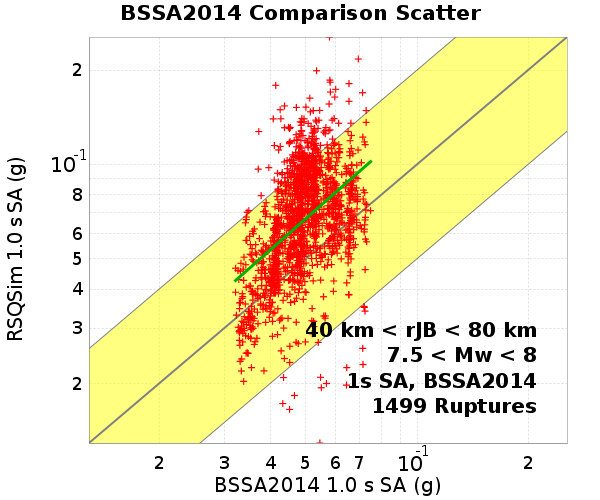 BSSA2014 Comparison Scatter
RSQSim 1.0 s SA (g)
2
10-1
8
6
5
4
3
2
40 km < rJB < 80 km
7.5 < Mw < 8
1s SA, BSSA2014
1499 Ruptures
2 3 4 5 6 7 10-1 2
BSSA2014 1.0 s SA (g)